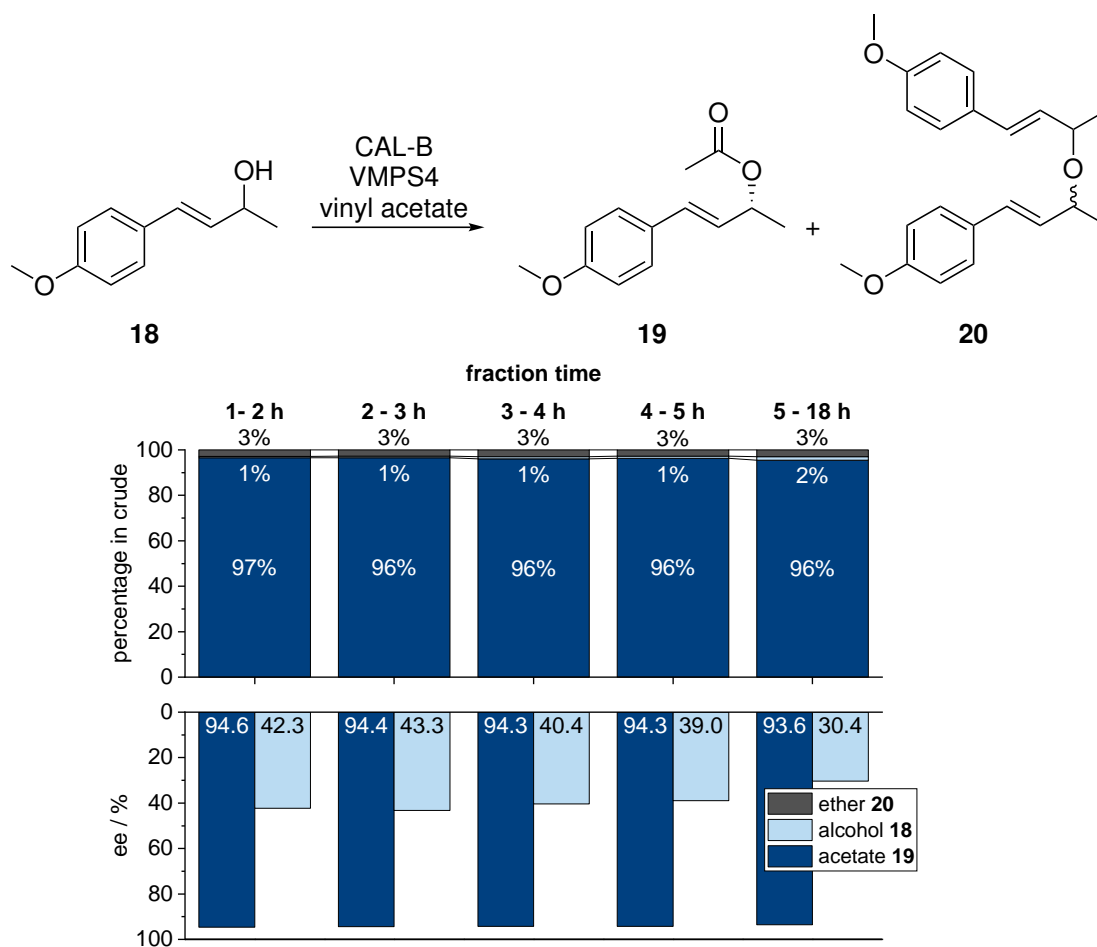 O
OH
O
CAL-B
VMPS4
vinyl acetate
O
O
O
+
O
O
18
19
20
fraction time
1- 2 h
2 - 3 h
3 - 4 h
4 - 5 h
5 - 18 h
3%
3%
3%
3%
3%
percentage in crude
100
80
60
40
20
0
1%
1%
1%
1%
2%
97%
96%
96%
96%
96%
ee / %
0
20
40
60
80
100
94.6
42.3
94.4
43.3
94.3
40.4
94.3
39.0
93.6
30.4
ether 20
alcohol 18
acetate 19